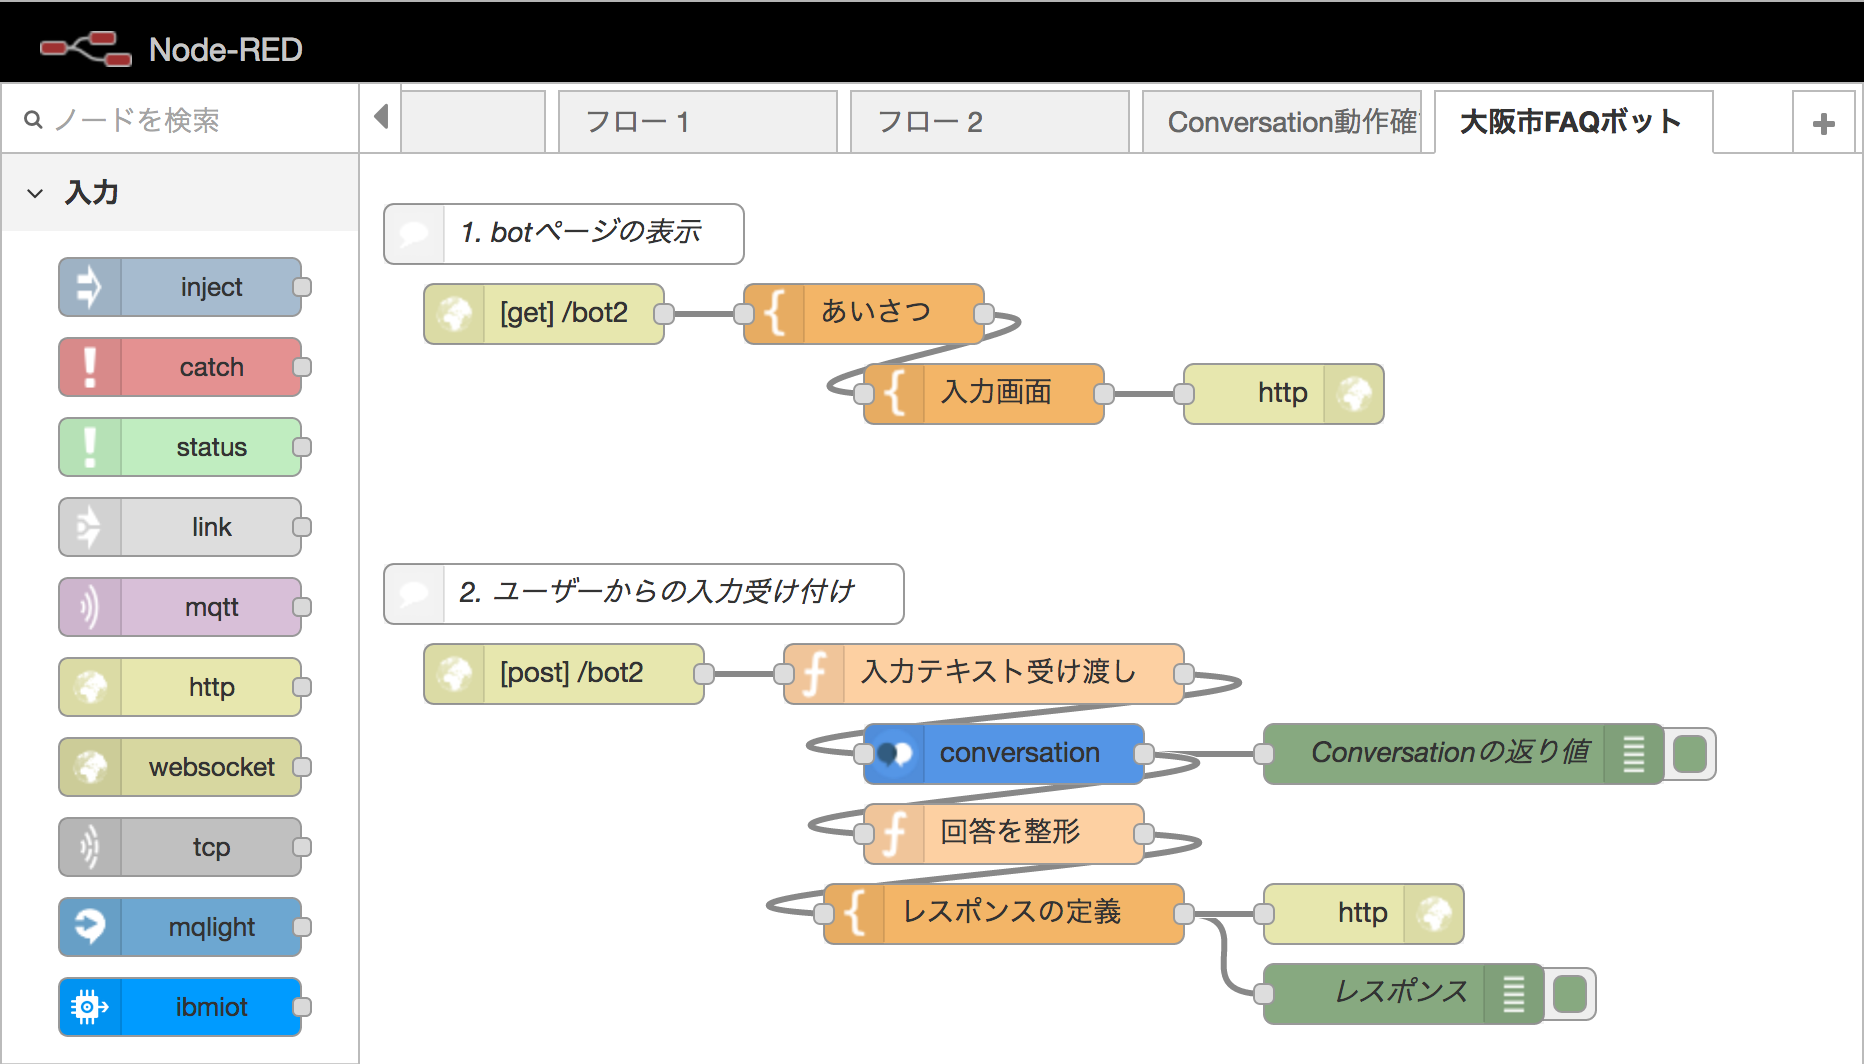 Node-RED
ノードを検索
フロー 1
フロー 2
Conversation動作確
大阪市FAQボット
入力
inject
catch
status
link
mqtt
http
websocket
tcp
mqlight
ibmiot
1. botページの表示
[get] /bot2
あいさつ
入力画面
http
2. ユーザーからの入力受け付け
[post] /bot2
入力テキスト受け渡し
conversation
Conversationの返り値
回答を整形
レスポンスの定義
http
レスポンス